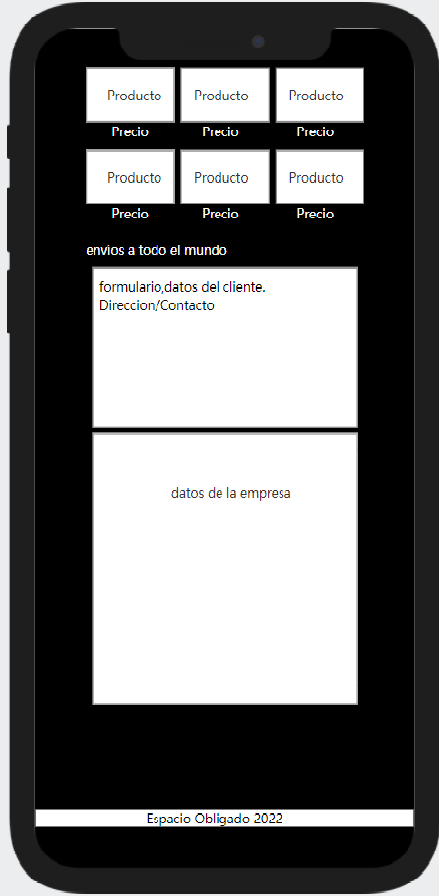 Producto Producto Producto
Precio Precio Precio
Producto Producto Producto
Precio Precio Precio
envios a todo el mundo
formulario,datos del cliente.
Direccion/Contacto
datos de la empresa
Espacio Obligado 2022